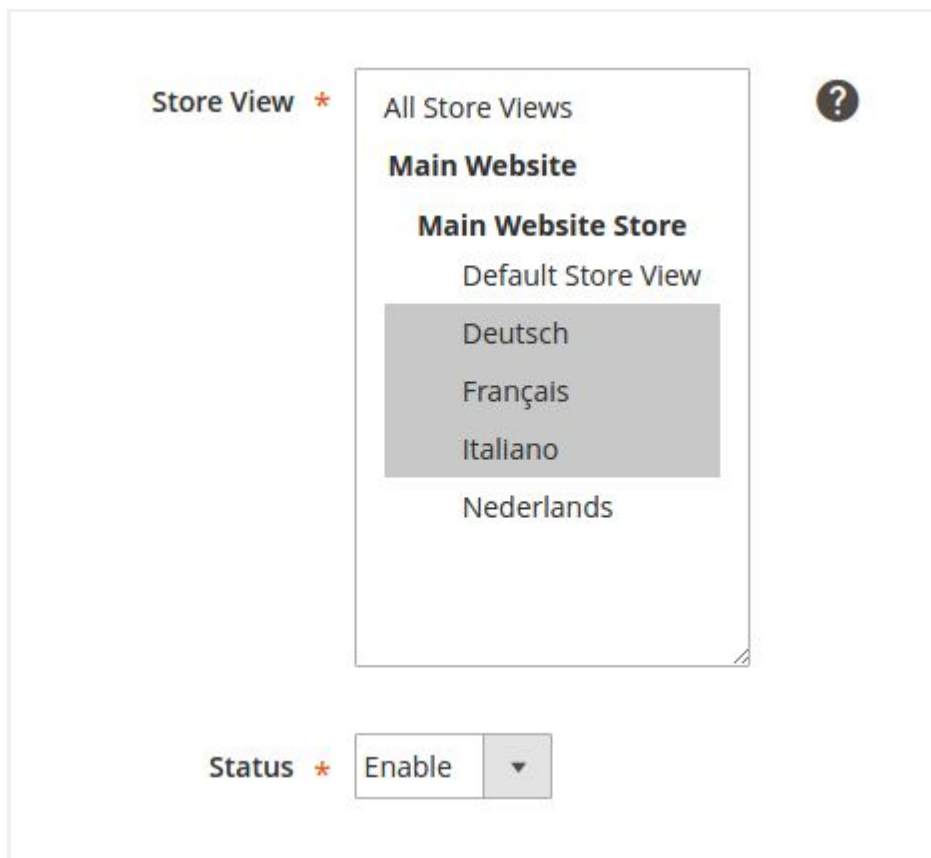 Store View *
All Store Views
Main Website
Main Website Store
Default Store View
Deutsch
Français
Italiano
Nederlands
Status * Enable